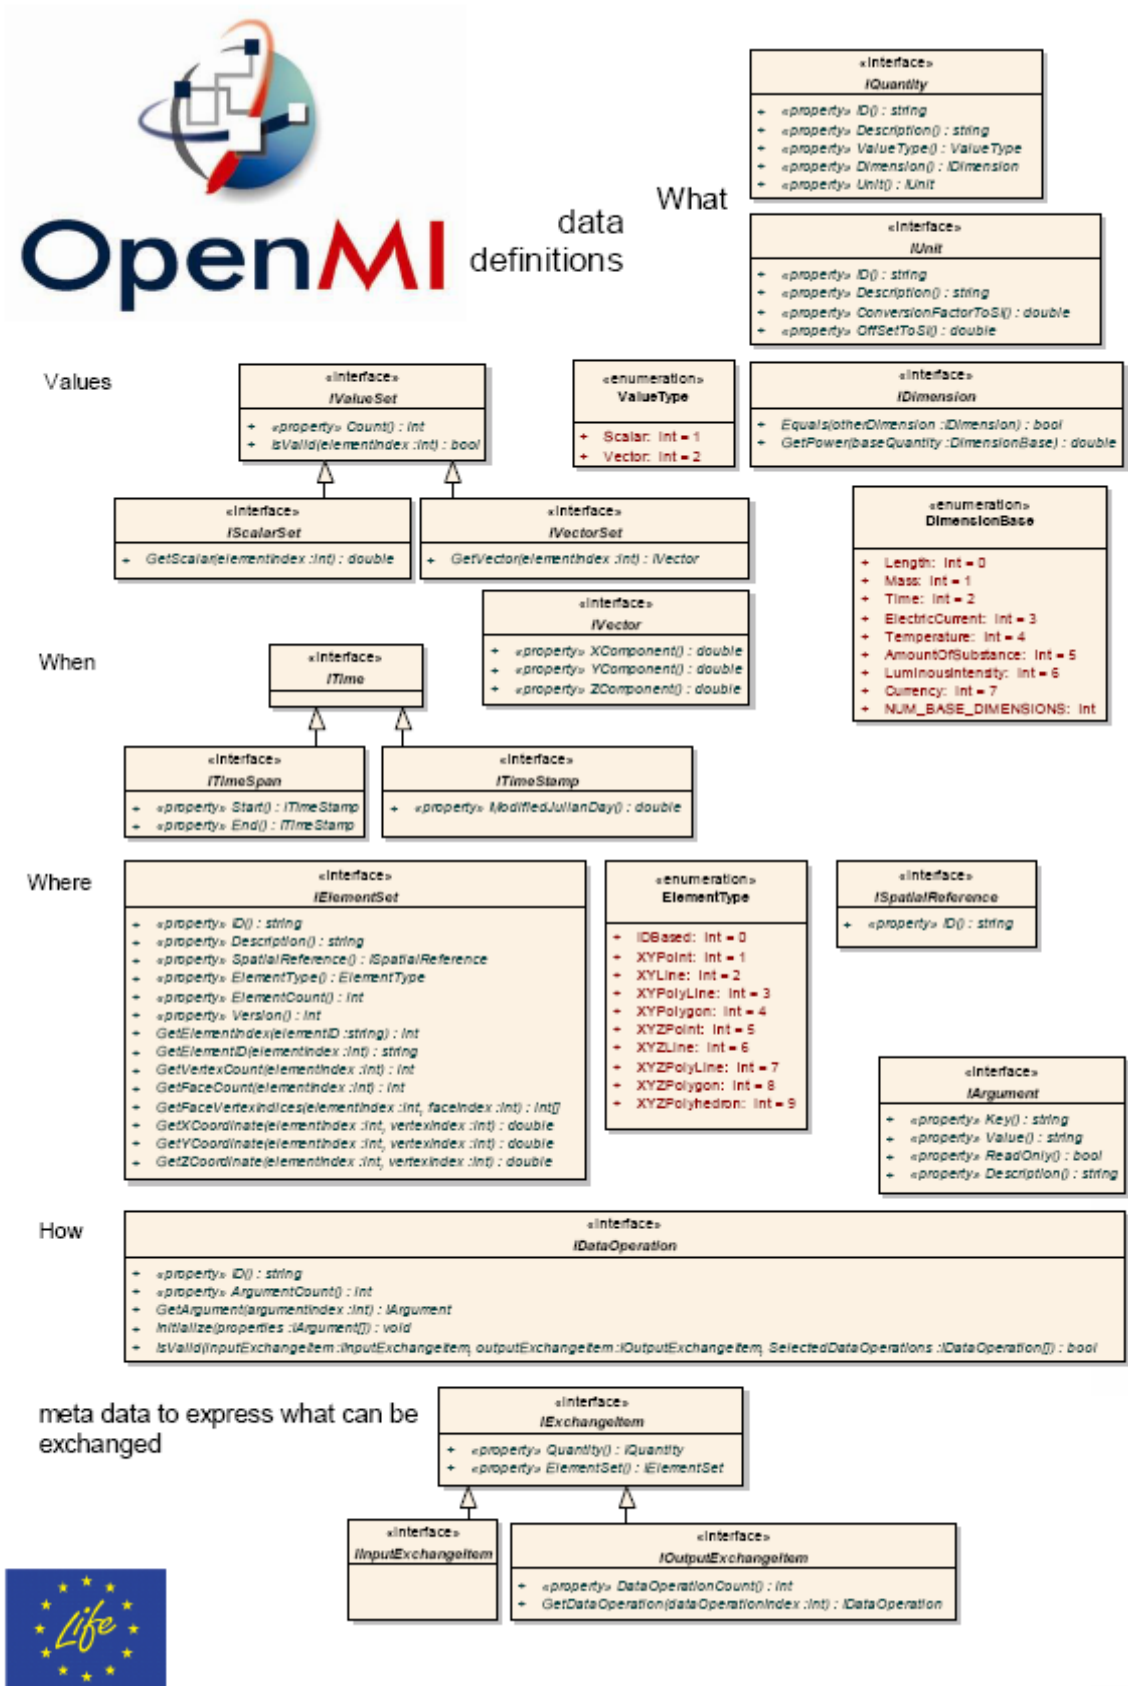 OpenMI
data
definitions
What
«interface»
IQuantity
+ «property» ID() : string
+ «property» Description() : string
+ «property» ValueType() : ValueType
+ «property» Dimension() : IDimension
+ «property» Unit() : IUnit
«interface»
IUnit
+ «property» ID() : string
+ «property» Description() : string
+ «property» ConversionFactorToSI() : double
+ «property» OffSetToSI() : double
Values
«interface»
IValueSet
+ «property» Count() : int
+ IsValid(elementIndex :int) : bool
«enumeration»
ValueType
+ Scalar: int = 1
+ Vector: int = 2
«interface»
IDimension
+ Equals(otherDimension :IDimension) : bool
+ GetPower(baseQuantity :DimensionBase) : double
«interface»
IScalarSet
+ GetScalar(elementIndex :int) : double
«interface»
IVectorSet
+ GetVector(elementIndex :int) : IVector
«enumeration»
DimensionBase
+ Length: int = 0
+ Mass: int = 1
+ Time: int = 2
+ ElectricCurrent: int = 3
+ Temperature: int = 4
+ AmountOfSubstance: int = 5
+ LuminousIntensity: int = 6
+ Currency: int = 7
+ NUM_BASE_DIMENSIONS: int
«interface»
IVector
+ «property» XComponent() : double
+ «property» YComponent() : double
+ «property» ZComponent() : double
When
«interface»
ITime
«interface»
ITimeSpan
+ «property» Start() : ITimeStamp
+ «property» End() : ITimeStamp
«interface»
ITimeStamp
+ «property» ModifiedJulianDay() : double
Where
«interface»
IElementSet
+ «property» ID() : string
+ «property» Description() : string
+ «property» SpatialReference() : ISpatialReference
+ «property» ElementType() : ElementType
+ «property» ElementCount() : int
+ «property» Version() : int
+ GetElementIndex(elementID :string) : int
+ GetElementID(elementIndex :int) : string
+ GetVertexCount(elementIndex :int) : int
+ GetFaceCount(elementIndex :int) : int
+ GetFaceVertexIndices(elementIndex :int, faceIndex :int) : int[]
+ GetXCoordinate(elementIndex :int, vertexIndex :int) : double
+ GetYCoordinate(elementIndex :int, vertexIndex :int) : double
+ GetZCoordinate(elementIndex :int, vertexIndex :int) : double
«enumeration»
ElementType
+ IDBased: int = 0
+ XYPoint: int = 1
+ XYLine: int = 2
+ XYPolyLine: int = 3
+ XYPolygon: int = 4
+ XYZPoint: int = 5
+ XYZLine: int = 6
+ XYZPolyLine: int = 7
+ XYZPolygon: int = 8
+ XYZPolyhedron: int = 9
«interface»
ISpatialReference
+ «property» ID() : string
«interface»
IArgument
+ «property» Key() : string
+ «property» Value() : string
+ «property» ReadOnly() : bool
+ «property» Description() : string
How
«interface»
IDataOperation
+ «property» ID() : string
+ «property» ArgumentCount() : int
+ GetArgument(argumentIndex :int) : IArgument
+ Initialize(properties :IArgument[]) : void
+ IsValid(inputExchangeItem :IInputExchangeItem, outputExchangeItem :IOutputExchangeItem, SelectedDataOperations :IDataOperation[]) : bool
meta data to express what can be
exchanged
«interface»
IExchangeItem
+ «property» Quantity() : IQuantity
+ «property» ElementSet() : IElementSet
«interface»
IInputExchangeItem
«interface»
IOutputExchangeItem
+ «property» DataOperationCount() : int
+ GetDataOperation(dataOperationIndex :int) : IDataOperation
Life